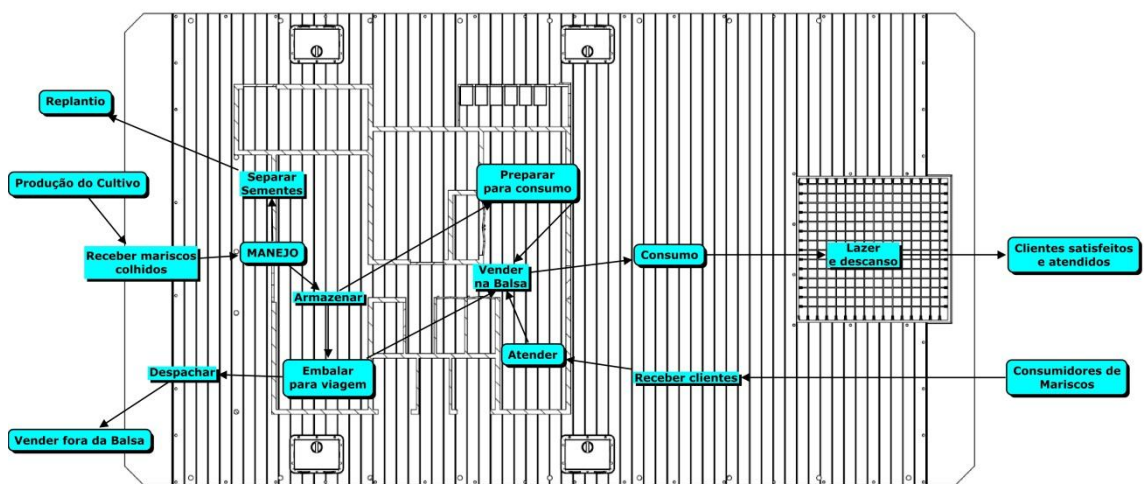 Replantio
Produção do Cultivo
Separar
Sementes
Preparar
para consumo
Receber mariscos
colhidos
MANEJO
Vender
na Balsa
Consumo
Lazer
e descanso
Clientes satisfeitos
e atendidos
Armazenar
Despachar
Embalar
para viagem
Atender
Receber clientes
Consumidores de
Mariscos
Vender fora da Balsa